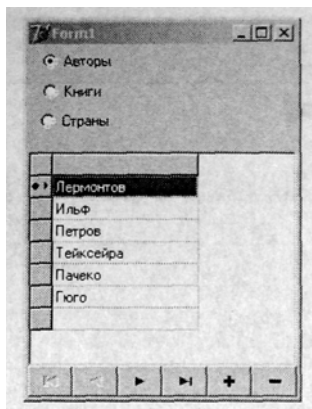 Form1
Авторы
Книги
Страны
Лермонтов
Ильф
Петров
Тейксейра
Пачеко
Гюго